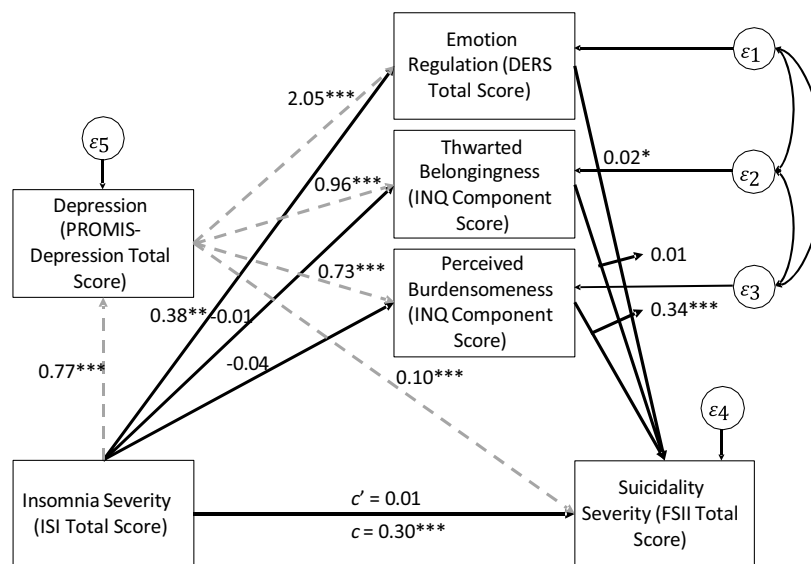 Emotion
Regulation (DERS
Total Score)
ε1
2.05***
ε5
Thwarted
Belongingness
(INQ Component
Score)
0.02*
ε2
0.96***
Depression
(PROMIS-
Depression Total
Score)
0.01
0.73***
Perceived
Burdensomeness
(INQ Component
Score)
ε3
0.38**
-0.01
0.34***
-0.04
0.77***
0.10***
ε4
Insomnia Severity
(ISI Total Score)
c’ = 0.01
c = 0.30***
Suicidality
Severity (FSII Total
Score)